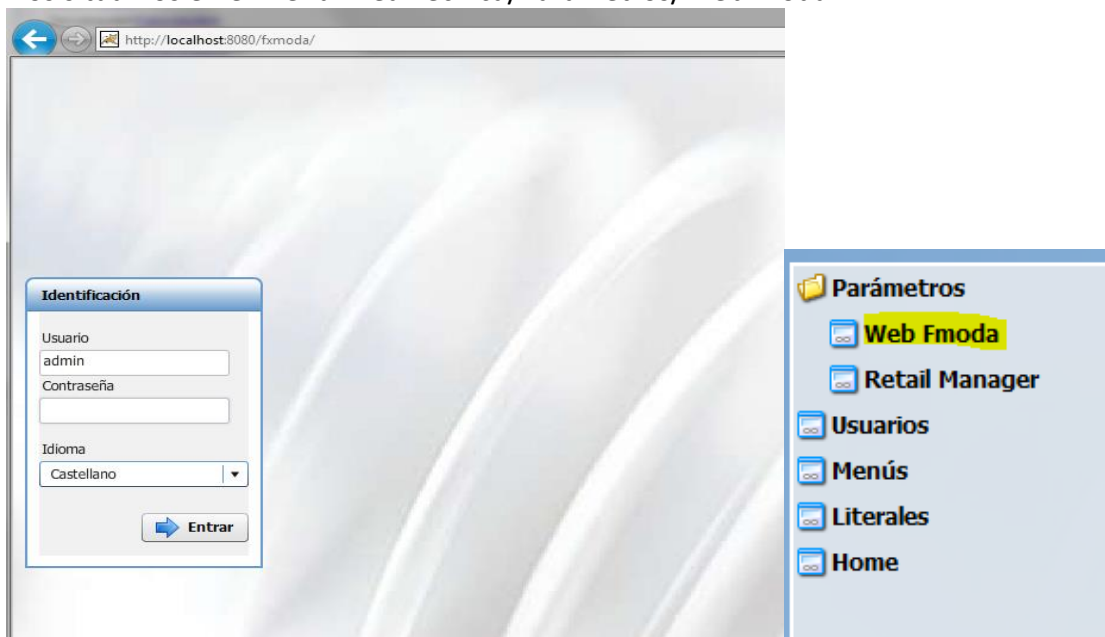 http://localhost:8080/fxmoda/
Identificación
Usuario
admin
Contraseña
Idioma
Castellano
Entrar
Parámetros
Web Fmoda
Retail Manager
Usuarios
Menús
Literales
Home